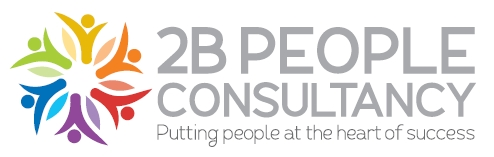 2B PEOPLE
CONSULTANCY
Putting people at the heart of success